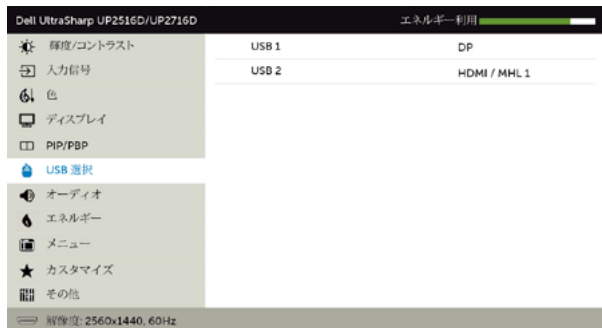 Dell UltraSharp UP2516D/UP2716D エネルギー利用
輝度/コントラスト USB 1 DP
入力信号 USB 2 HDMI / MHL 1
色
ディスプレイ
PIP/PBP
USB 選択
オーディオ
エネルギー
メニュー
カスタマイズ
その他
解像度: 2560x1440, 60Hz